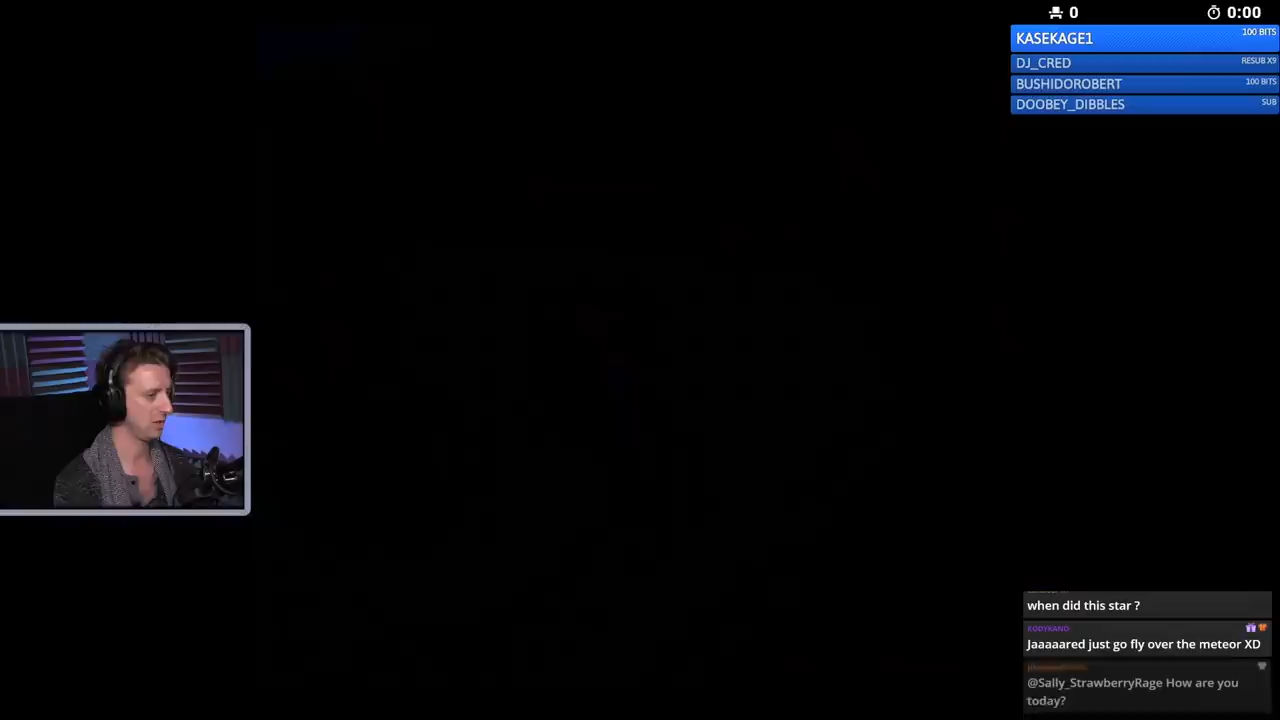 0
0:00
KASEKAGE1 100 BITS
DJ_CRED RESUB X9
BUSHIDOROBERT 100 BITS
DOOBEY_DIBBLES SUB
when did this star ?
KODYKAND
Jaaaaared just go fly over the meteor XD
@Sally_StrawberryRage How are you
today?